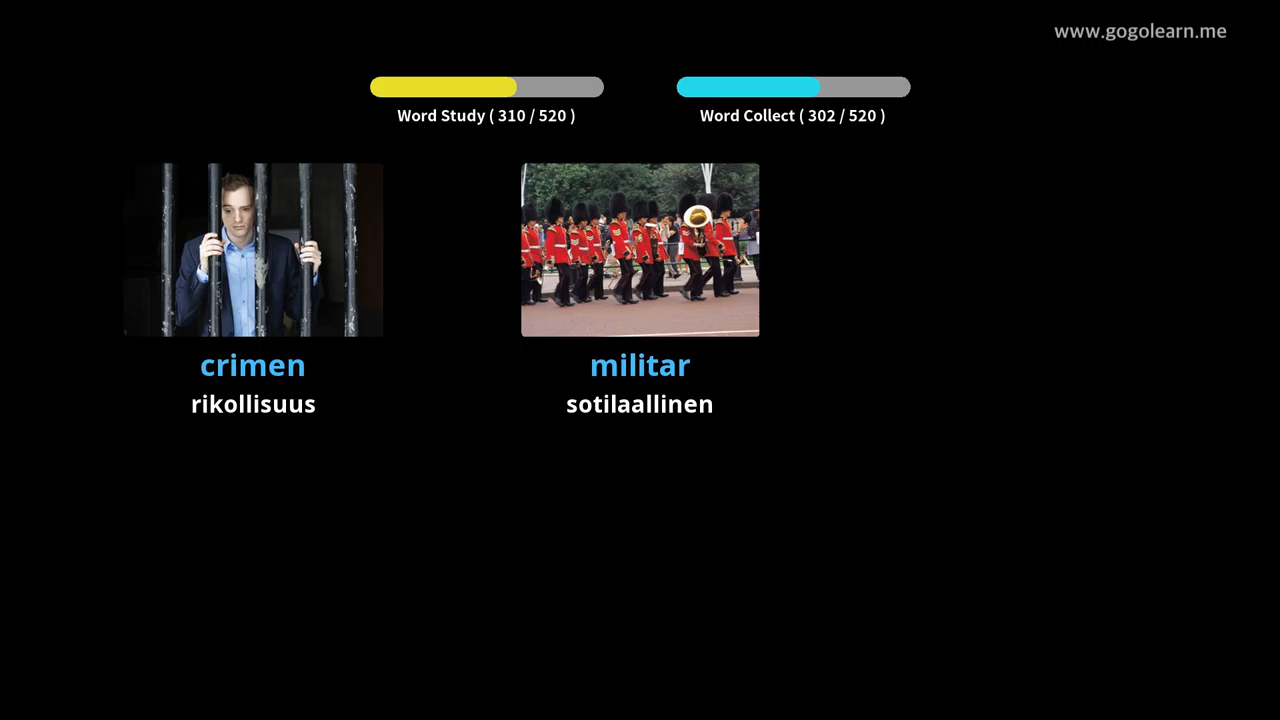 www.gogolearn.me
Word Study ( 310 / 520 )
Word Collect ( 302 / 520 )
crimen
rikollisuus
militar
sotilaallinen